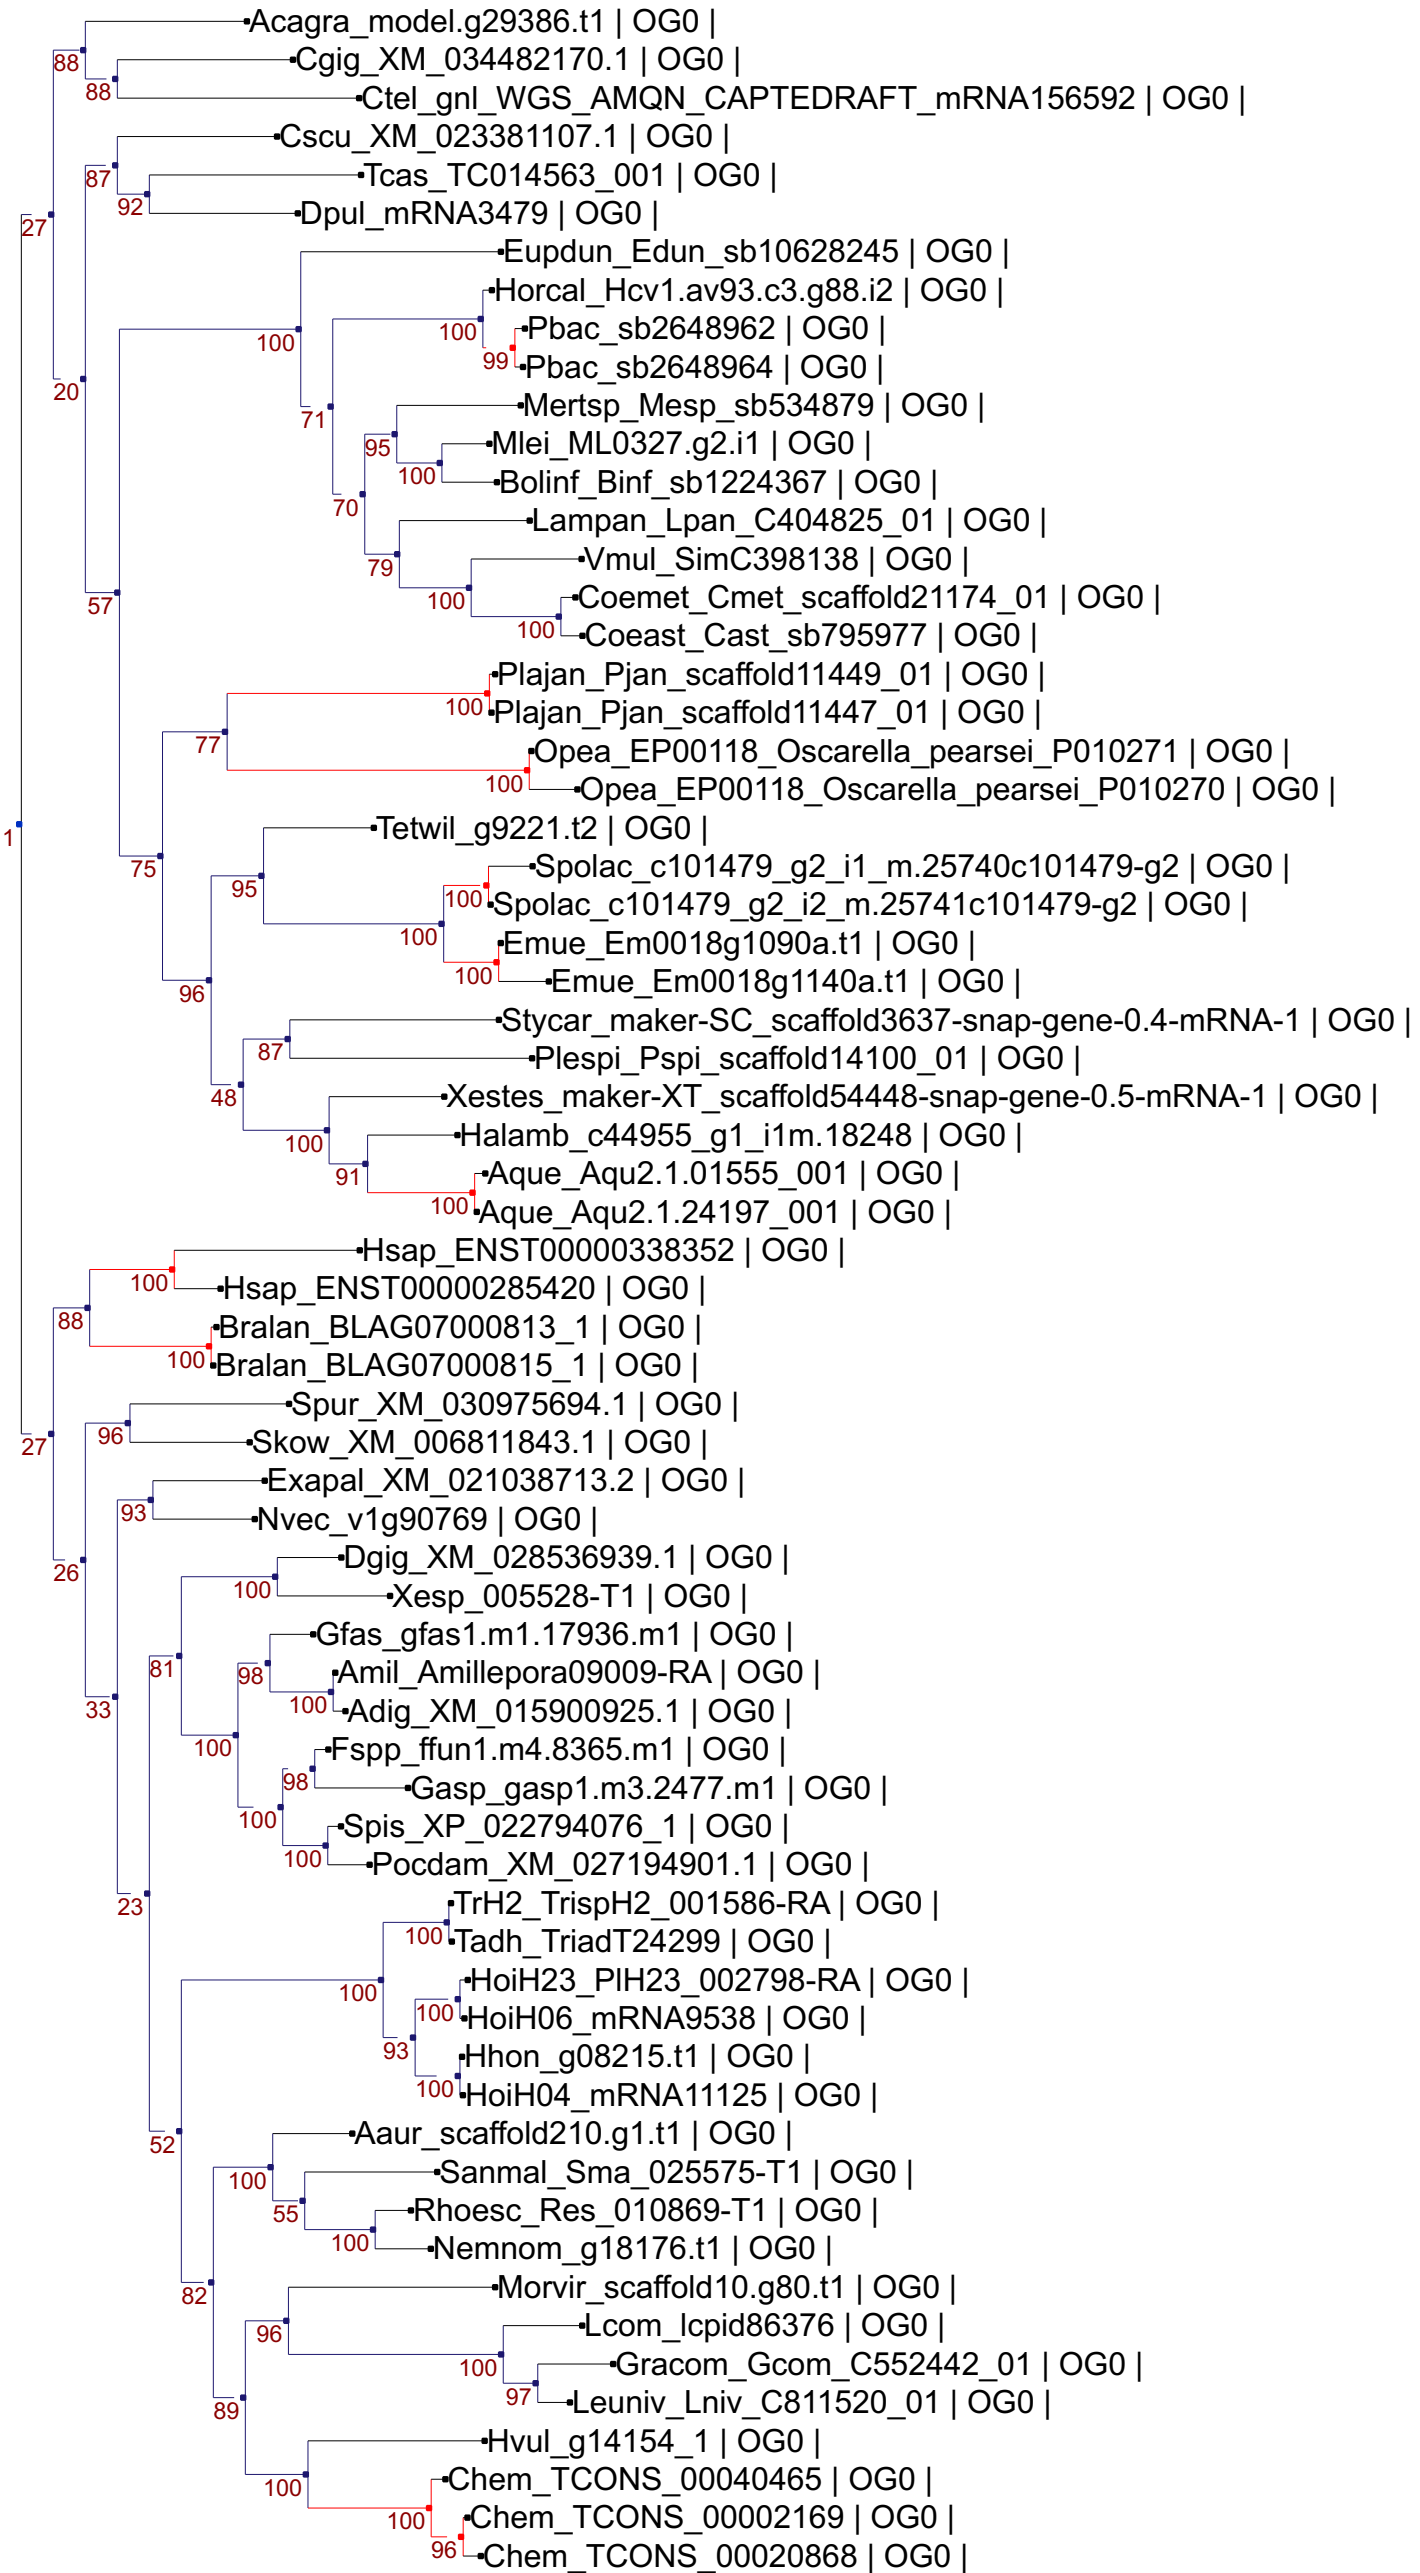 Acagra_model.g29386.t1 | OG0 |
88
Cgig_XM_034482170.1 | OG0 |
88
Ctel_gnl_WGS_AMQN_CAPTEDRAFT_mRNA156592 | OG0 |
Cscu_XM_023381107.1 | OG0 |
87
Tcas_TC014563_001 | OG0 |
92
Dpul_mRNA3479 | OG0 |
27
Eupdun_Edun_sb10628245 | OG0 |
Horcal_Hcv1.av93.c3.g88.i2 | OG0 |
100
100
Pbac_sb2648962 | OG0 |
99
Pbac_sb2648964 | OG0 |
20
Mertsp_Mesp_sb534879 | OG0 |
71
Mlei_ML0327.g2.i1 | OG0 |
95
100
Bolinf_Binf_sb1224367 | OG0 |
70
Lampan_Lpan_C404825_01 | OG0 |
Vmul_SimC398138 | OG0 |
79
Coemet_Cmet_scaffold21174_01 | OG0 |
57
100
100
Coeast_Cast_sb795977 | OG0 |
Plajan_Pjan_scaffold11449_01 | OG0 |
100
Plajan_Pjan_scaffold11447_01 | OG0 |
77
Opea_EP00118_Oscarella_pearsei_P010271 | OG0 |
100
Opea_EP00118_Oscarella_pearsei_P010270 | OG0 |
1
Tetwil_g9221.t2 | OG0 |
75
Spolac_c101479_g2_i1_m.25740c101479-g2 | OG0 |
95
100
Spolac_c101479_g2_i2_m.25741c101479-g2 | OG0 |
100
Emue_Em0018g1090a.t1 | OG0 |
100
Emue_Em0018g1140a.t1 | OG0 |
96
Stycar_maker-SC_scaffold3637-snap-gene-0.4-mRNA-1 | OG0 |
87
Plespi_Pspi_scaffold14100_01 | OG0 |
48
Xestes_maker-XT_scaffold54448-snap-gene-0.5-mRNA-1 | OG0 |
100
Halamb_c44955_g1_i1m.18248 | OG0 |
91
Aque_Aqu2.1.01555_001 | OG0 |
100
Aque_Aqu2.1.24197_001 | OG0 |
Hsap_ENST00000338352 | OG0 |
100
Hsap_ENST00000285420 | OG0 |
88
Bralan_BLAG07000813_1 | OG0 |
100
Bralan_BLAG07000815_1 | OG0 |
Spur_XM_030975694.1 | OG0 |
27
96
Skow_XM_006811843.1 | OG0 |
Exapal_XM_021038713.2 | OG0 |
93
Nvec_v1g90769 | OG0 |
26
Dgig_XM_028536939.1 | OG0 |
100
Xesp_005528-T1 | OG0 |
Gfas_gfas1.m1.17936.m1 | OG0 |
81
98
Amil_Amillepora09009-RA | OG0 |
33
100
Adig_XM_015900925.1 | OG0 |
100
Fspp_ffun1.m4.8365.m1 | OG0 |
98
Gasp_gasp1.m3.2477.m1 | OG0 |
100
Spis_XP_022794076_1 | OG0 |
100
Pocdam_XM_027194901.1 | OG0 |
23
TrH2_TrispH2_001586-RA | OG0 |
100
Tadh_TriadT24299 | OG0 |
100
HoiH23_PlH23_002798-RA | OG0 |
100
HoiH06_mRNA9538 | OG0 |
93
Hhon_g08215.t1 | OG0 |
100
HoiH04_mRNA11125 | OG0 |
52
Aaur_scaffold210.g1.t1 | OG0 |
100
Sanmal_Sma_025575-T1 | OG0 |
55
Rhoesc_Res_010869-T1 | OG0 |
100
Nemnom_g18176.t1 | OG0 |
82
Morvir_scaffold10.g80.t1 | OG0 |
96
Lcom_lcpid86376 | OG0 |
100
Gracom_Gcom_C552442_01 | OG0 |
97
Leuniv_Lniv_C811520_01 | OG0 |
89
Hvul_g14154_1 | OG0 |
100
Chem_TCONS_00040465 | OG0 |
100
Chem_TCONS_00002169 | OG0 |
96
Chem_TCONS_00020868 | OG0 |